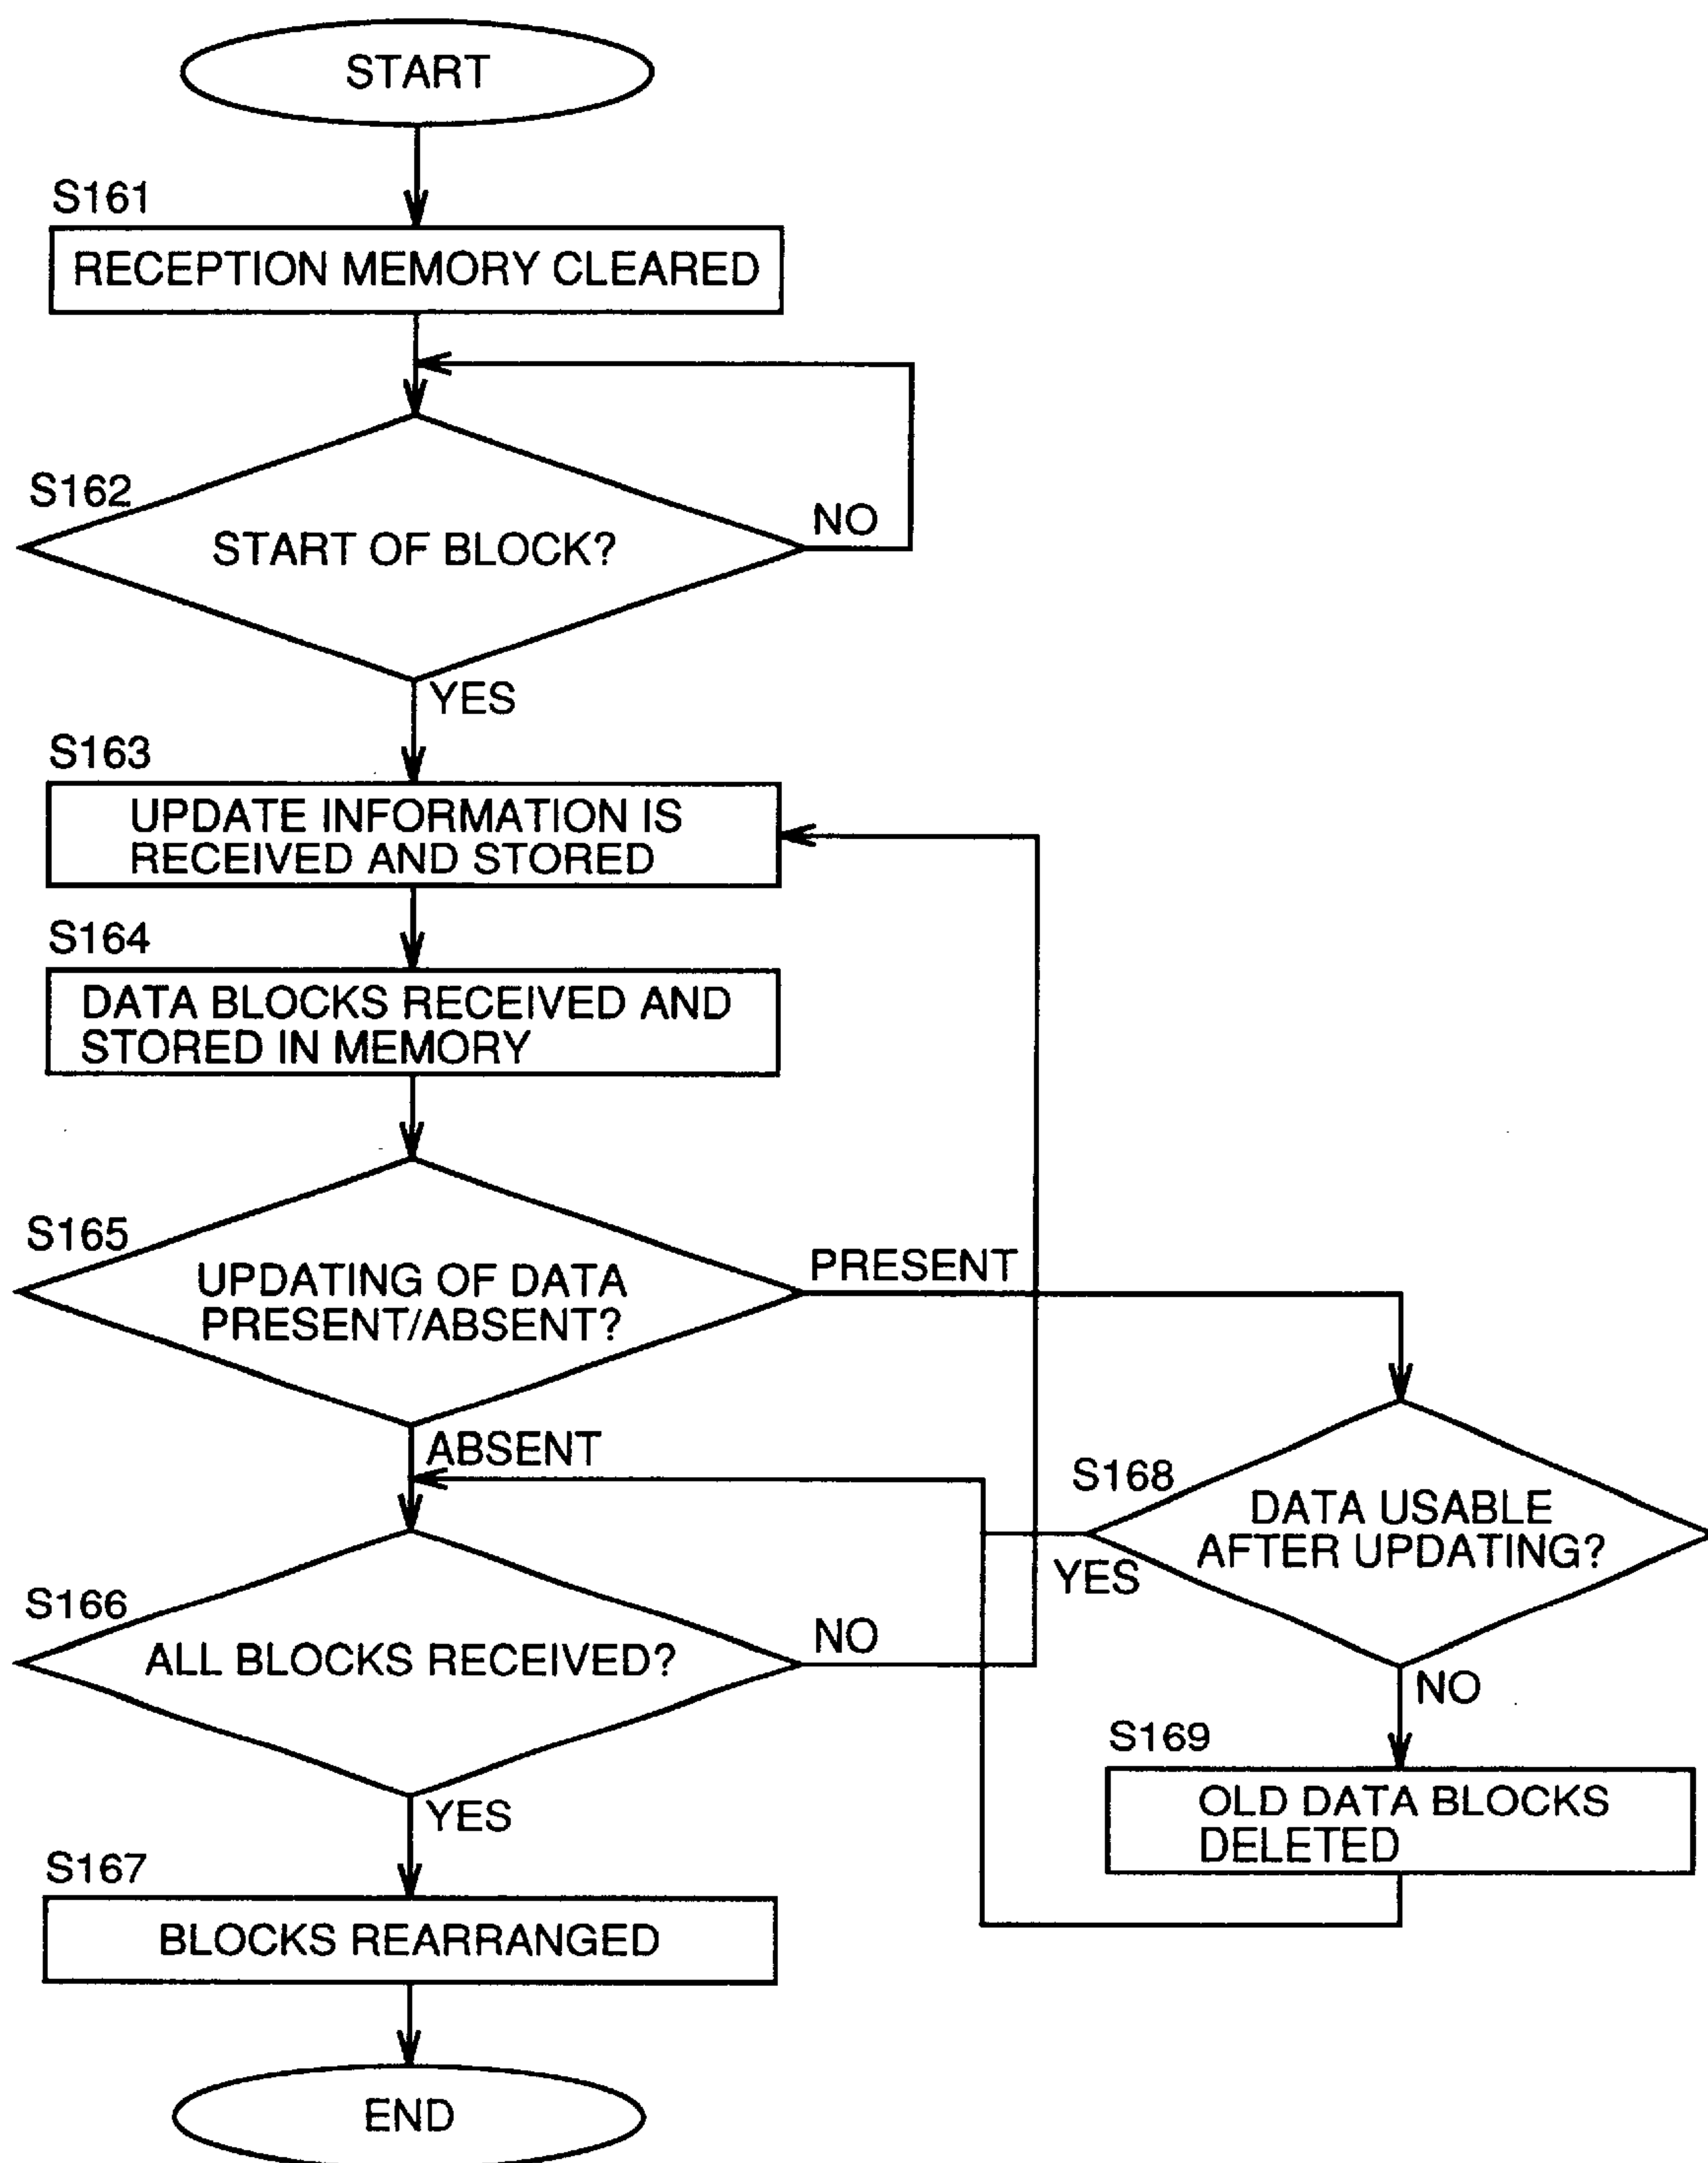 START
S161
RECEPTION MEMORY CLEARED
S162
START OF BLOCK?
NO
YES
S163
UPDATE INFORMATION IS
RECEIVED AND STORED
S164
DATA BLOCKS RECEIVED AND
STORED IN MEMORY
S165
UPDATING OF DATA
PRESENT/ABSENT?
PRESENT
ABSENT
S168
DATA USABLE
AFTER UPDATING?
YES
NO
S166
ALL BLOCKS RECEIVED?
NO
YES
S169
OLD DATA BLOCKS
DELETED
S167
BLOCKS REARRANGED
END